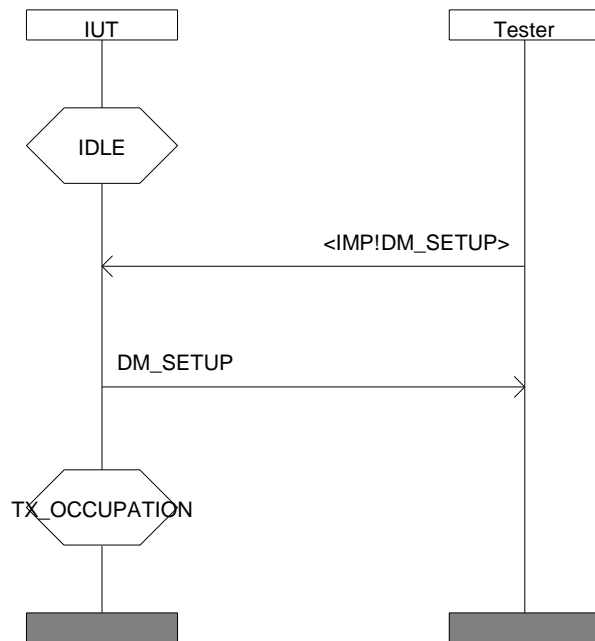 IUT
Tester
IDLE
<IMP!DM_SETUP>
DM_SETUP
TX_OCCUPATION